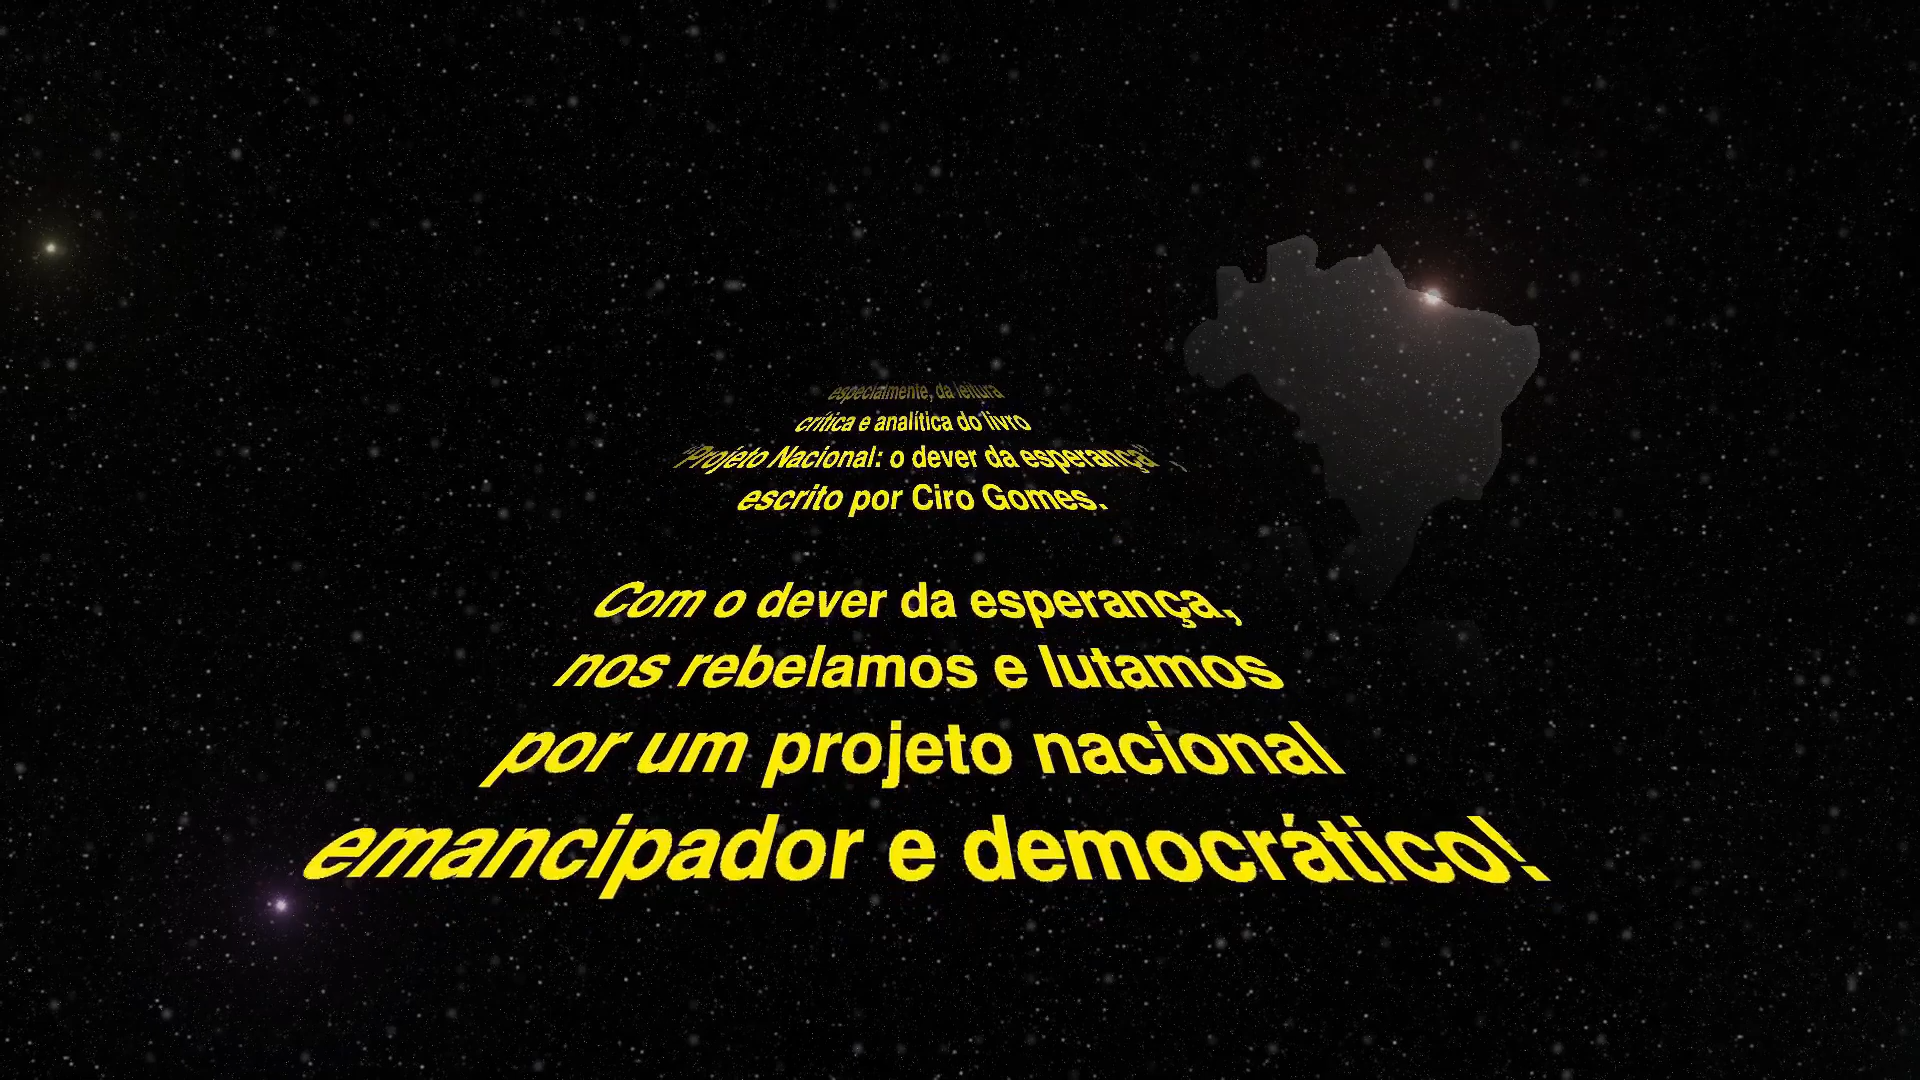 especialmente, da leitura
crítica e analítica do livro
"Projeto Nacional: o dever da esperança",
escrito por Ciro Gomes.
Com o dever da esperança,
nos rebelamos e lutamos
por um projeto nacional
emancipador e democrático!